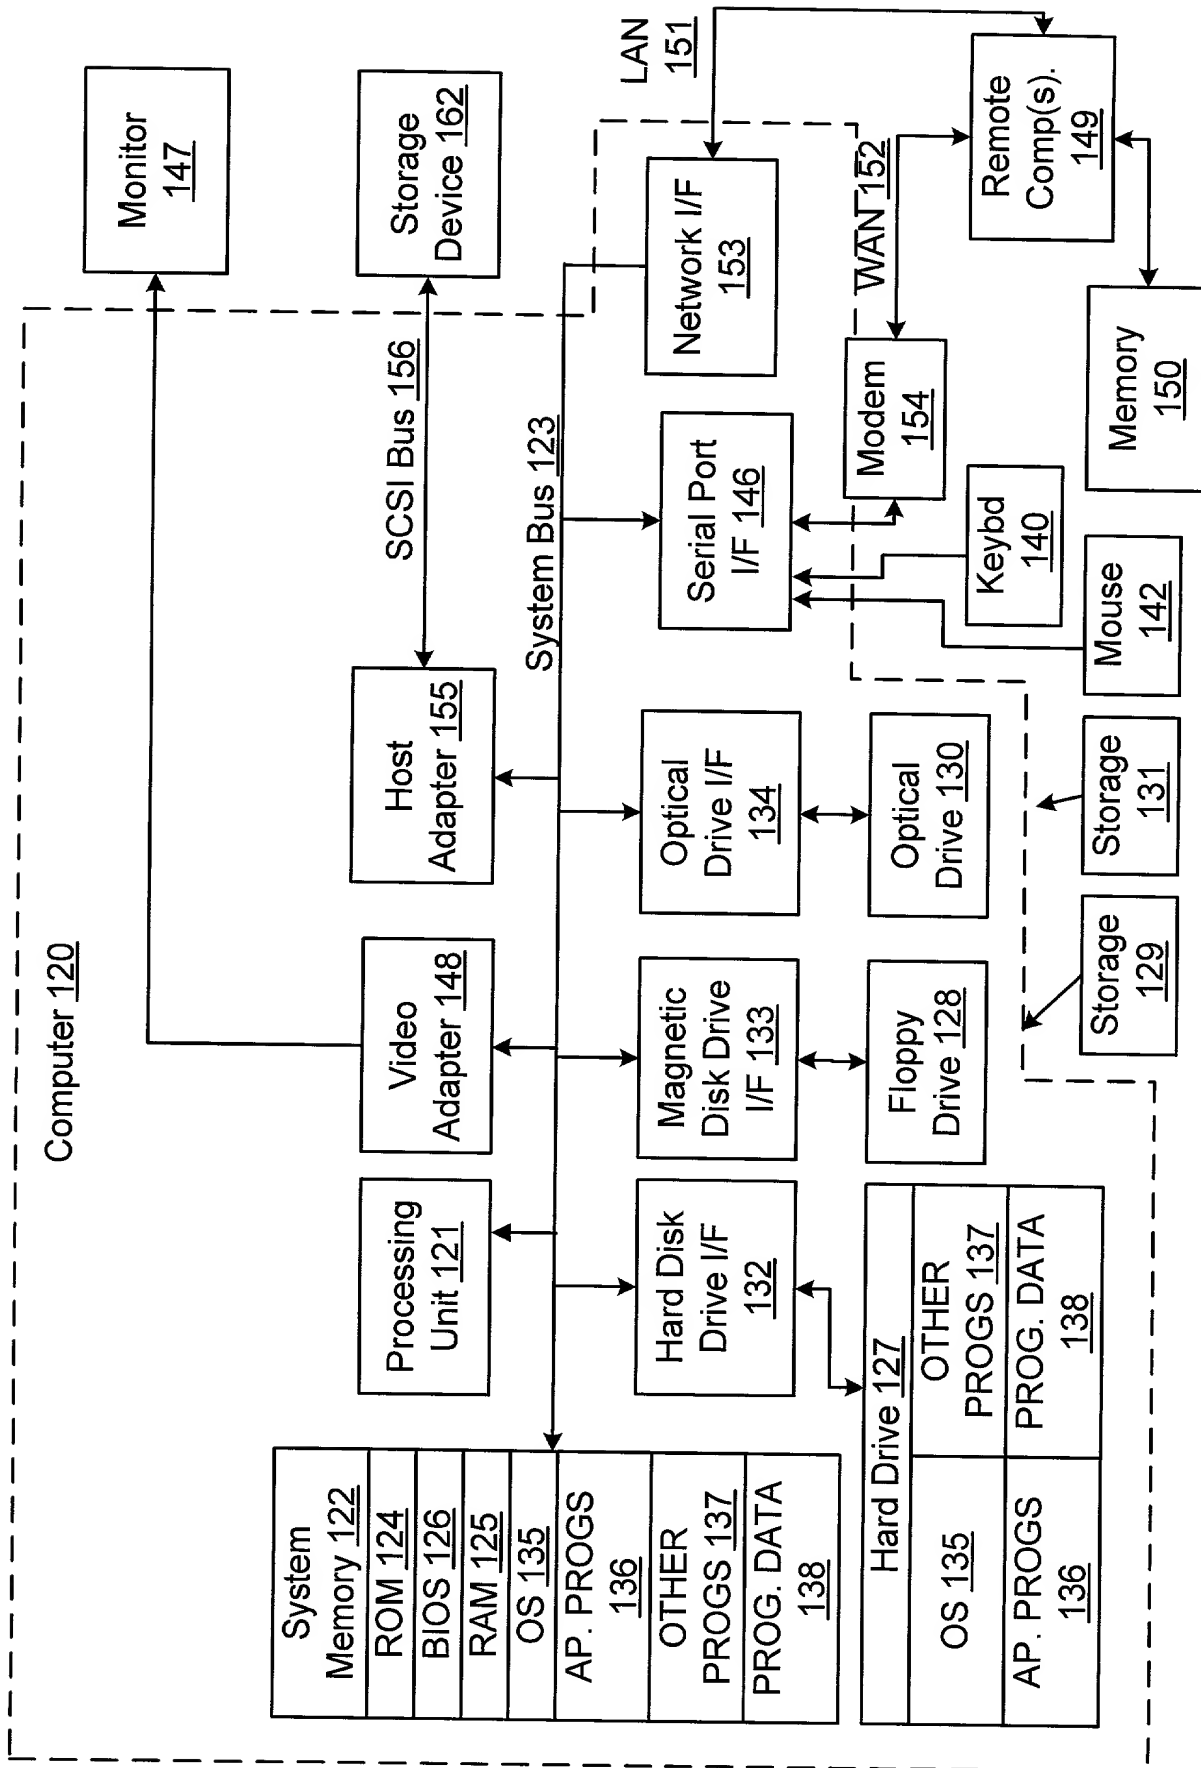 Computer 120
Monitor
147
Storage
Device 162
SCSI Bus 156
System Bus 123
LAN
151
System
Memory 122
ROM 124
BIOS 126
RAM 125
OS 135
AP. PROGS
136
OTHER
PROGS 137
PROG. DATA
138
Processing
Unit 121
Video
Adapter 148
Host
Adapter 155
Hard Disk
Drive I/F
132
Magnetic
Disk Drive
I/F 133
Optical
Drive I/F
134
Serial Port
I/F 146
Network I/F
153
Hard Drive 127
OS 135
OTHER
PROGS 137
AP. PROGS
136
PROG. DATA
138
Floppy
Drive 128
Optical
Drive 130
Modem
154
WAN 152
Remote
Comp(s).
149
Keybd
140
Mouse
142
Memory
150
Storage
129
Storage
131